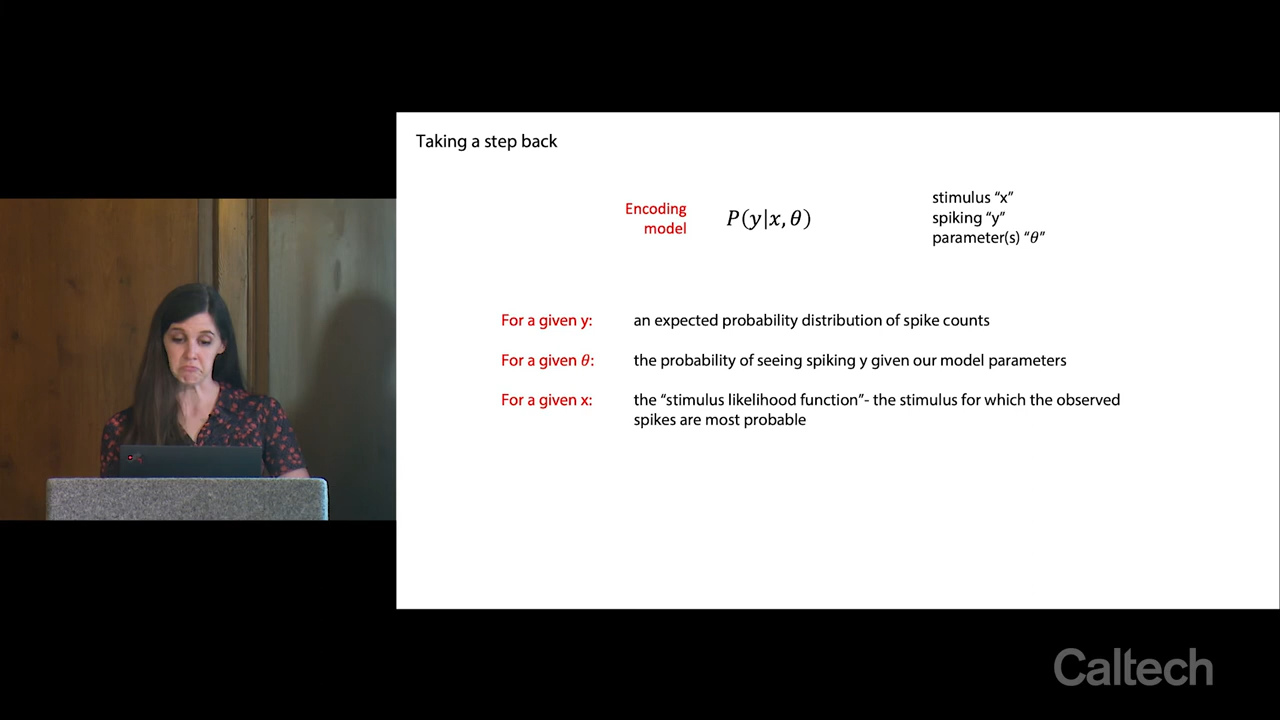 Taking a step back
Encoding
model
P(y|x, θ)
stimulus “x”
spiking “y”
parameter(s) “θ”
For a given y:
an expected probability distribution of spike counts
For a given θ:
the probability of seeing spiking y given our model parameters
For a given x:
the “stimulus likelihood function”- the stimulus for which the observed
spikes are most probable
Caltech